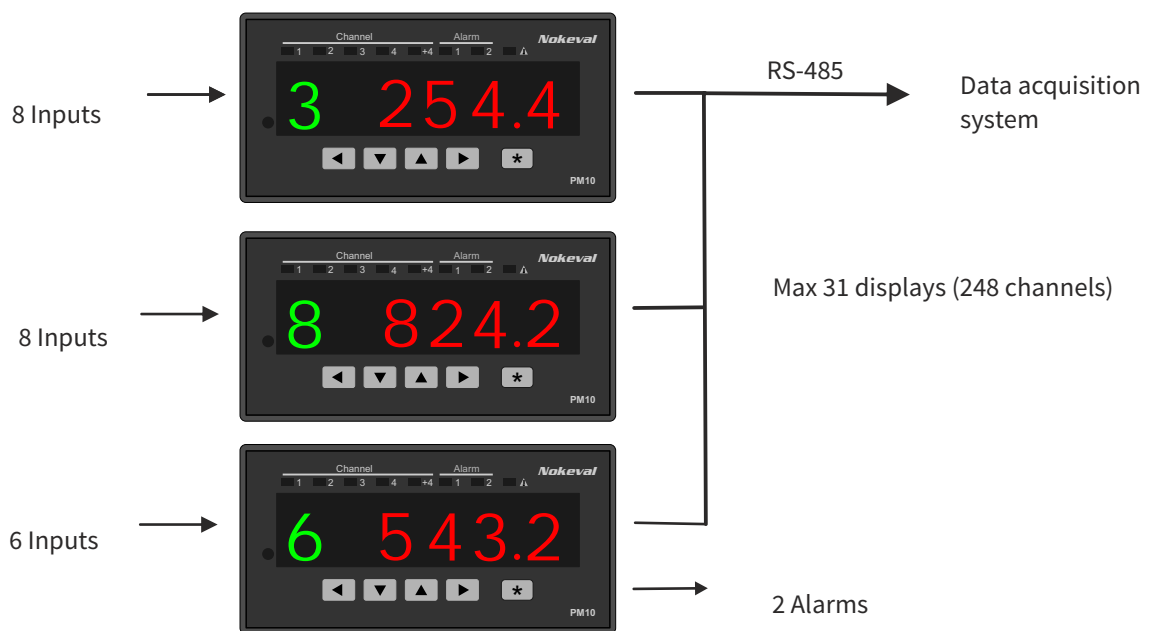 Channel Alarm Nokeval
1 2 3 4 +4 1 2
8 Inputs
3 254.4
*
PM10
RS-485
Data acquisition
system
Channel Alarm Nokeval
1 2 3 4 +4 1 2
8 Inputs
8 824.2
*
PM10
Max 31 displays (248 channels)
Channel Alarm Nokeval
1 2 3 4 +4 1 2
6 Inputs
6 543.2
*
PM10
2 Alarms